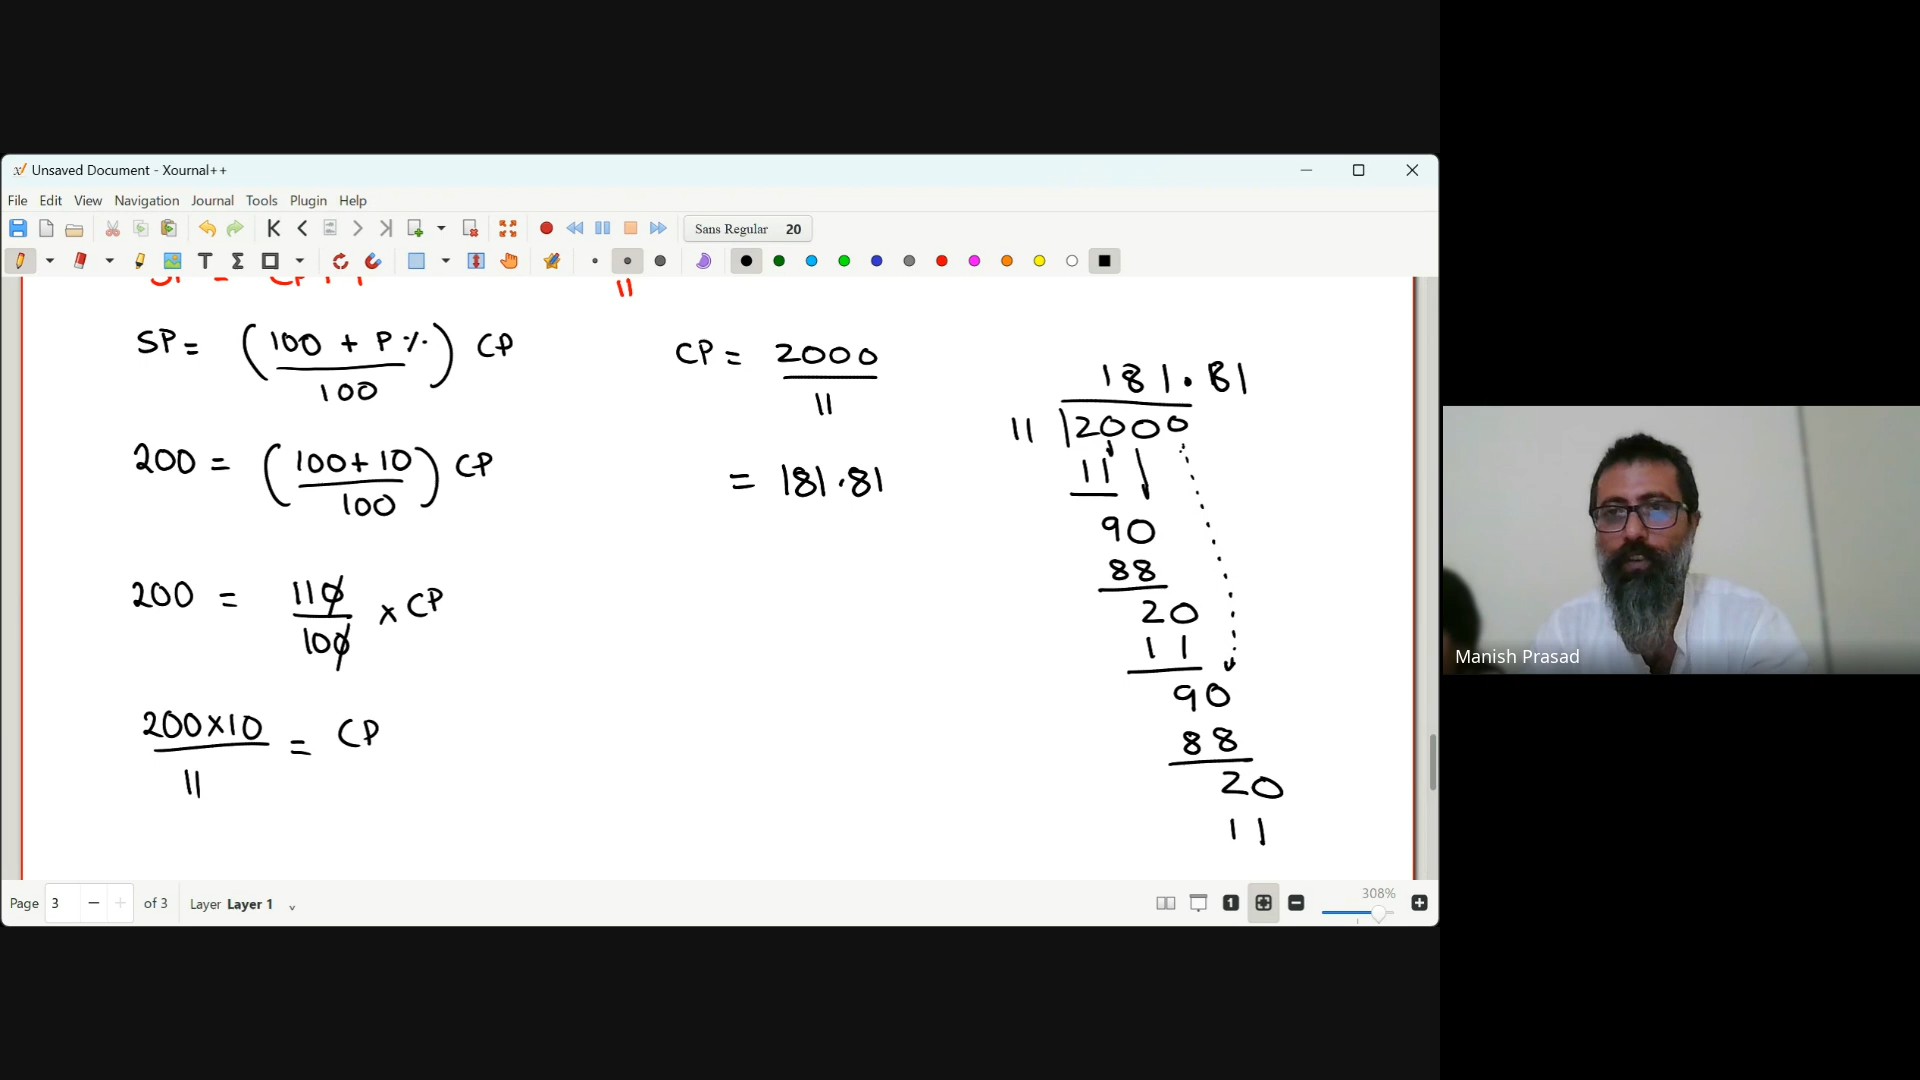 Unsaved Document - Xournal++
File Edit View Navigation Journal Tools Plugin Help
Sans Regular 20
11
SP = (100 + P% / 100) CP
200 = (100+10 / 100) CP
200 = 110 / 100 × CP
200×10 / 11 = CP
CP = 2000 / 11
= 181.81
181.81
11 2000
11
90
88
20
11
90
88
20
11
Manish Prasad
Page 3 of 3 Layer Layer 1
1
308%